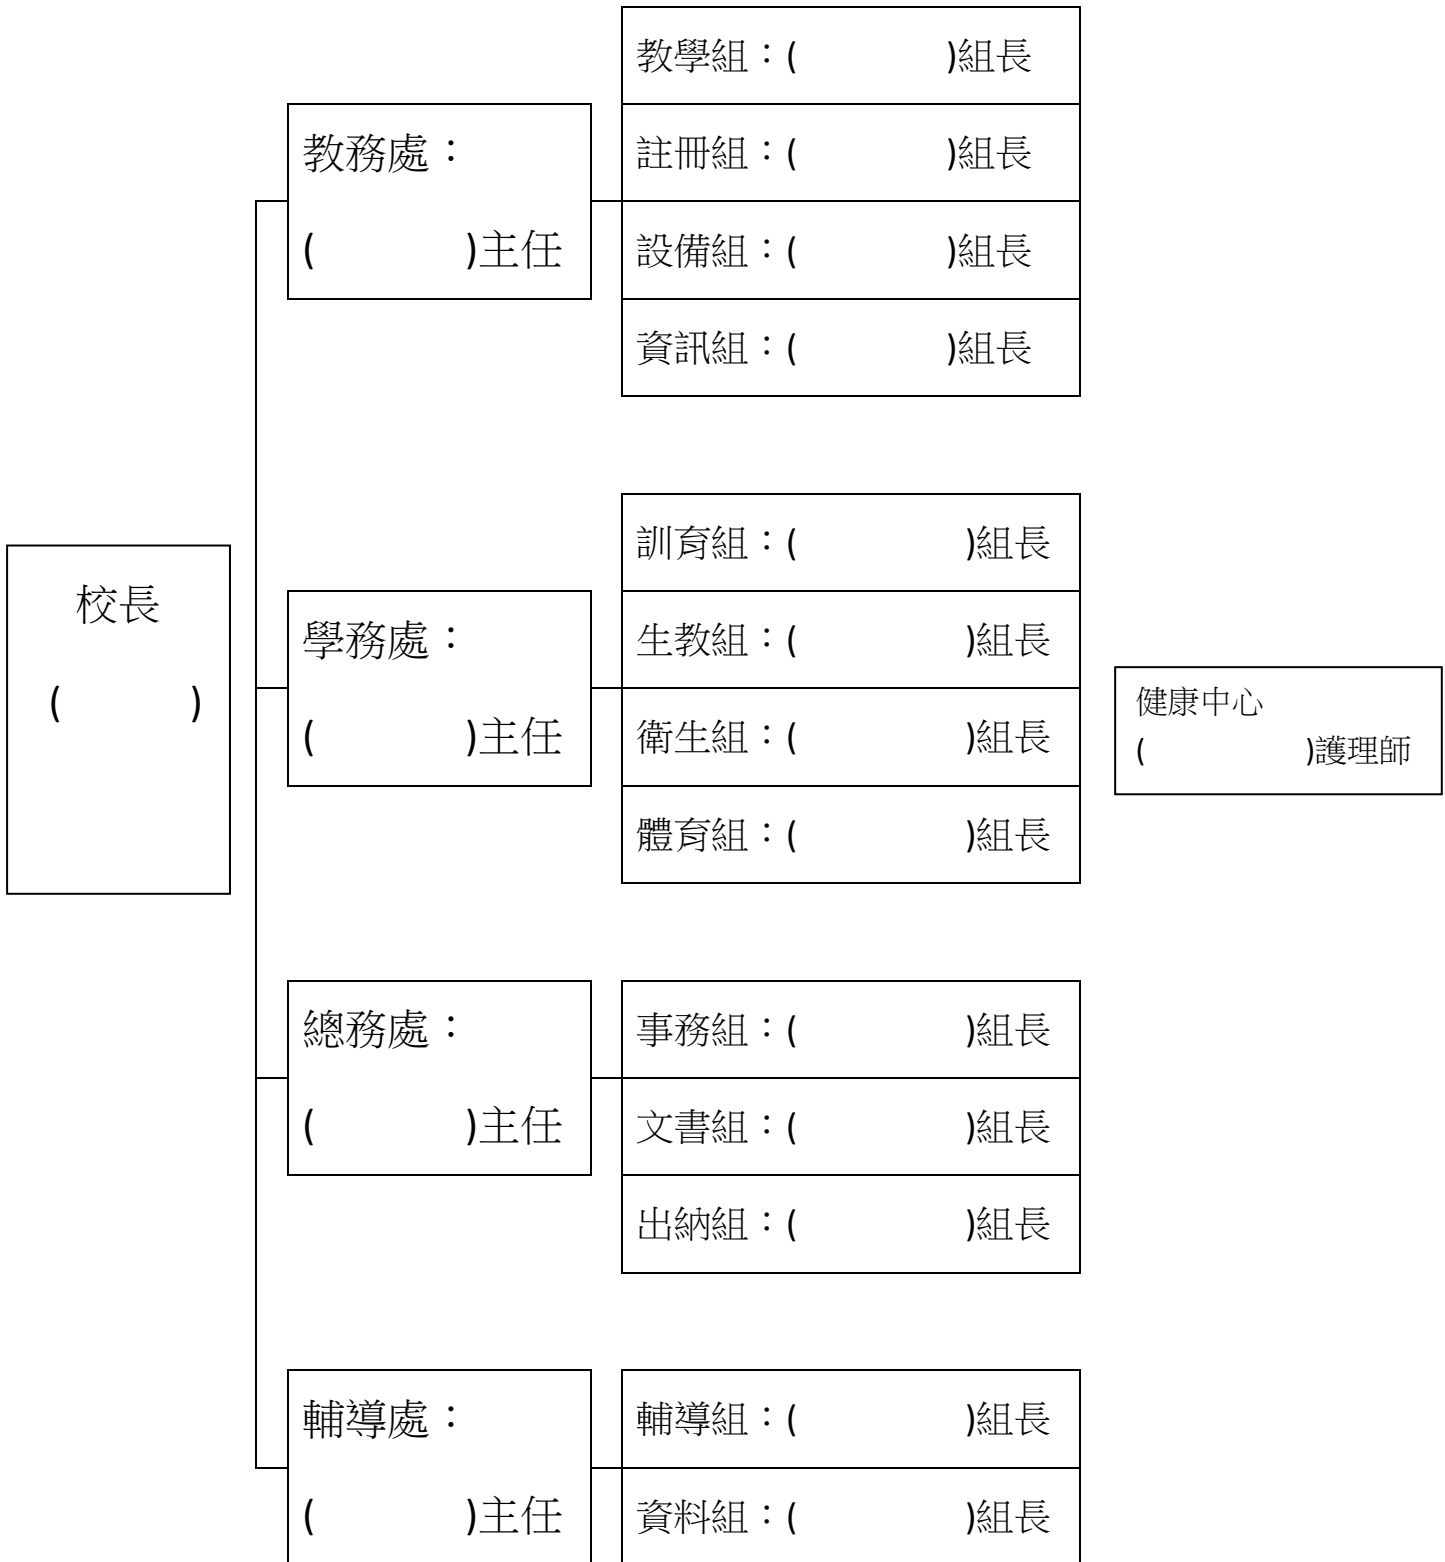 校長
(　　　)
教務處：
(　　　)主任
教學組：(　　　)組長
註冊組：(　　　)組長
設備組：(　　　)組長
資訊組：(　　　)組長
學務處：
(　　　)主任
訓育組：(　　　)組長
生教組：(　　　)組長
衛生組：(　　　)組長
體育組：(　　　)組長
健康中心
(　　　)護理師
總務處：
(　　　)主任
事務組：(　　　)組長
文書組：(　　　)組長
出納組：(　　　)組長
輔導處：
(　　　)主任
輔導組：(　　　)組長
資料組：(　　　)組長